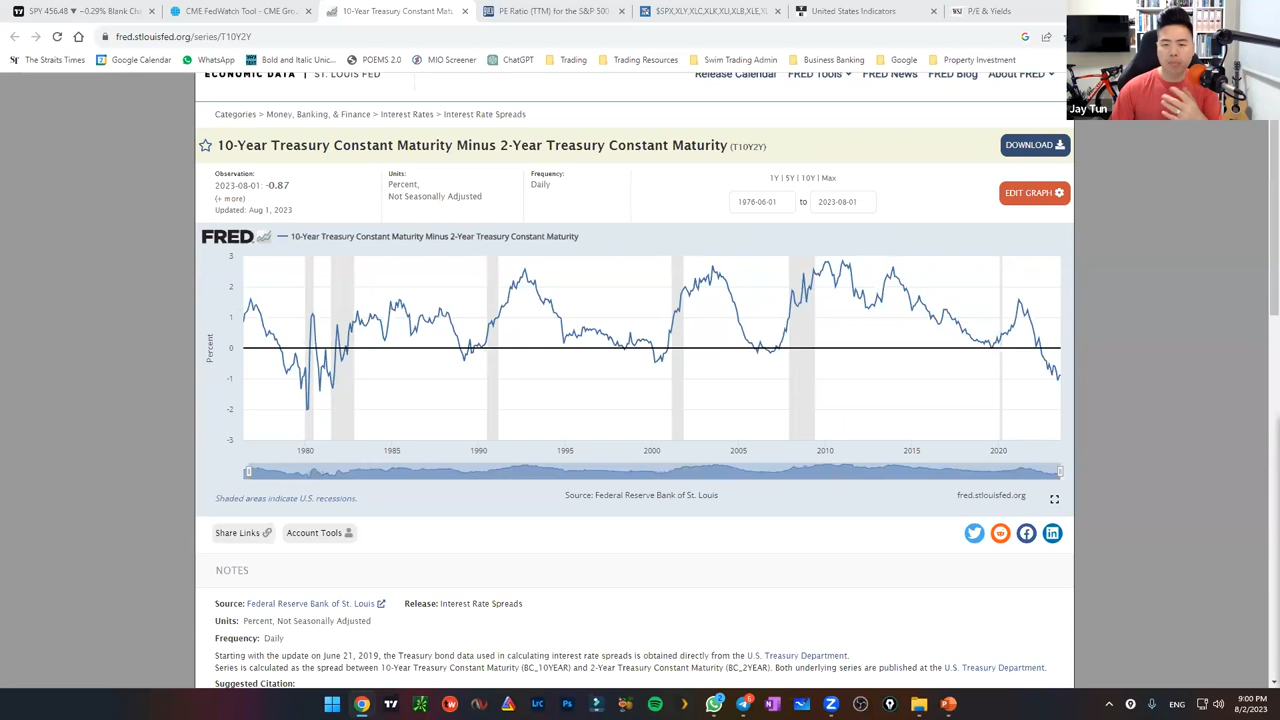 SPY 456.48 ▼ −0.29% Blank Cha
CME FedWatch Tool - CME Gro
10-Year Treasury Constant Matu
PE Ratio (TTM) for the S&P 500
$SPX,XLY,XLC,XLK,XLI,XLB,XLE,XL
United States Indicators
P/E & Yields
fred.stlouisfed.org/series/T10Y2Y
The Straits Times
Google Calendar
WhatsApp
Bold and Italic Unic...
POEMS 2.0
MIO Screener
ChatGPT
Trading
Trading Resources
Swim Trading Admin
Business Banking
Google
Property Investment
Jay Tun
ECONOMIC DATA | ST. LOUIS FED
Release Calendar FRED Tools FRED News FRED Blog About FRED
Categories > Money, Banking, & Finance > Interest Rates > Interest Rate Spreads
10-Year Treasury Constant Maturity Minus 2-Year Treasury Constant Maturity (T10Y2Y)
DOWNLOAD
Observation:
2023-08-01: -0.87
(+ more)
Updated: Aug 1, 2023
Units:
Percent,
Not Seasonally Adjusted
Frequency:
Daily
1Y | 5Y | 10Y | Max
1976-06-01 to 2023-08-01
EDIT GRAPH
FRED
10-Year Treasury Constant Maturity Minus 2-Year Treasury Constant Maturity
Percent
3
2
1
0
-1
-2
-3
1980 1985 1990 1995 2000 2005 2010 2015 2020
Shaded areas indicate U.S. recessions.
Source: Federal Reserve Bank of St. Louis
fred.stlouisfed.org
Share Links
Account Tools
NOTES
Source: Federal Reserve Bank of St. Louis Release: Interest Rate Spreads
Units: Percent, Not Seasonally Adjusted
Frequency: Daily
Starting with the update on June 21, 2019, the Treasury bond data used in calculating interest rate spreads is obtained directly from the U.S. Treasury Department.
Series is calculated as the spread between 10-Year Treasury Constant Maturity (BC_10YEAR) and 2-Year Treasury Constant Maturity (BC_2YEAR). Both underlying series are published at the U.S. Treasury Department.
Suggested Citation:
ENG
9:00 PM
8/2/2023